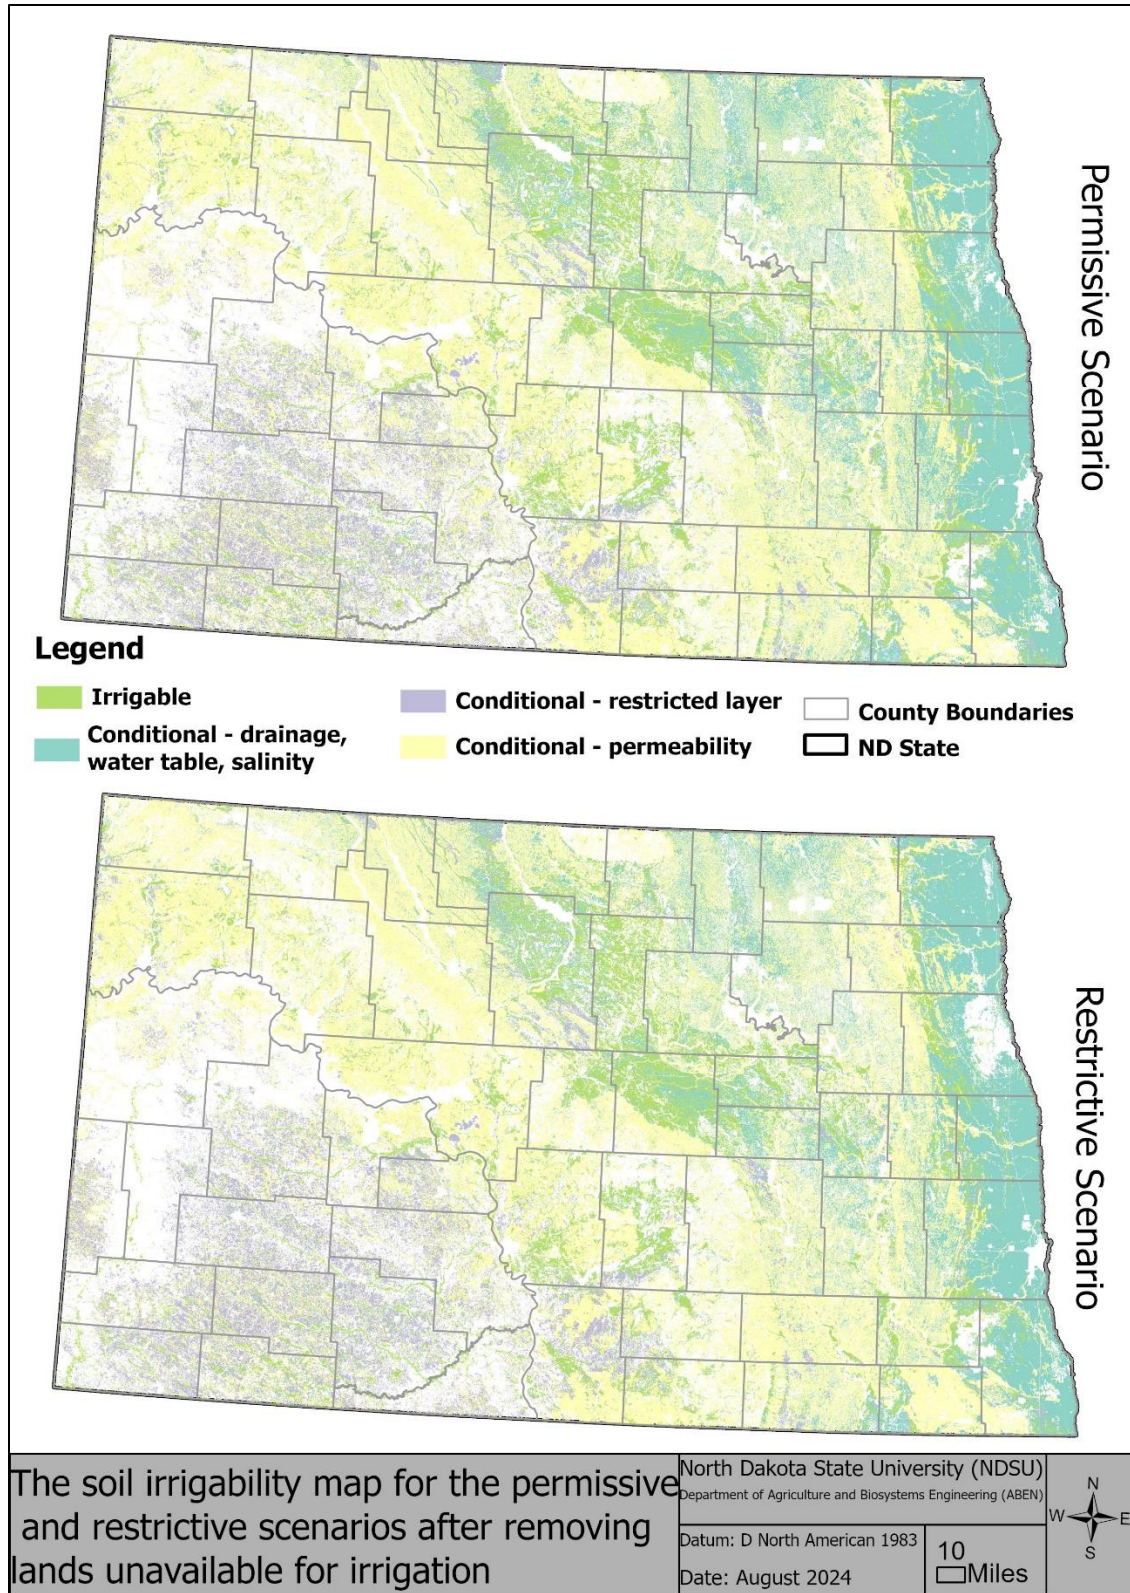 Permissive Scenario
Legend
Irrigable
Conditional - drainage,
water table, salinity
Conditional - restricted layer
Conditional - permeability
County Boundaries
ND State
Restrictive Scenario
The soil irrigability map for the permissive
and restrictive scenarios after removing
lands unavailable for irrigation
North Dakota State University (NDSU)
Department of Agriculture and Biosystems Engineering (ABEN)
Datum: D North American 1983
Date: August 2024
10
Miles
N
W E
S